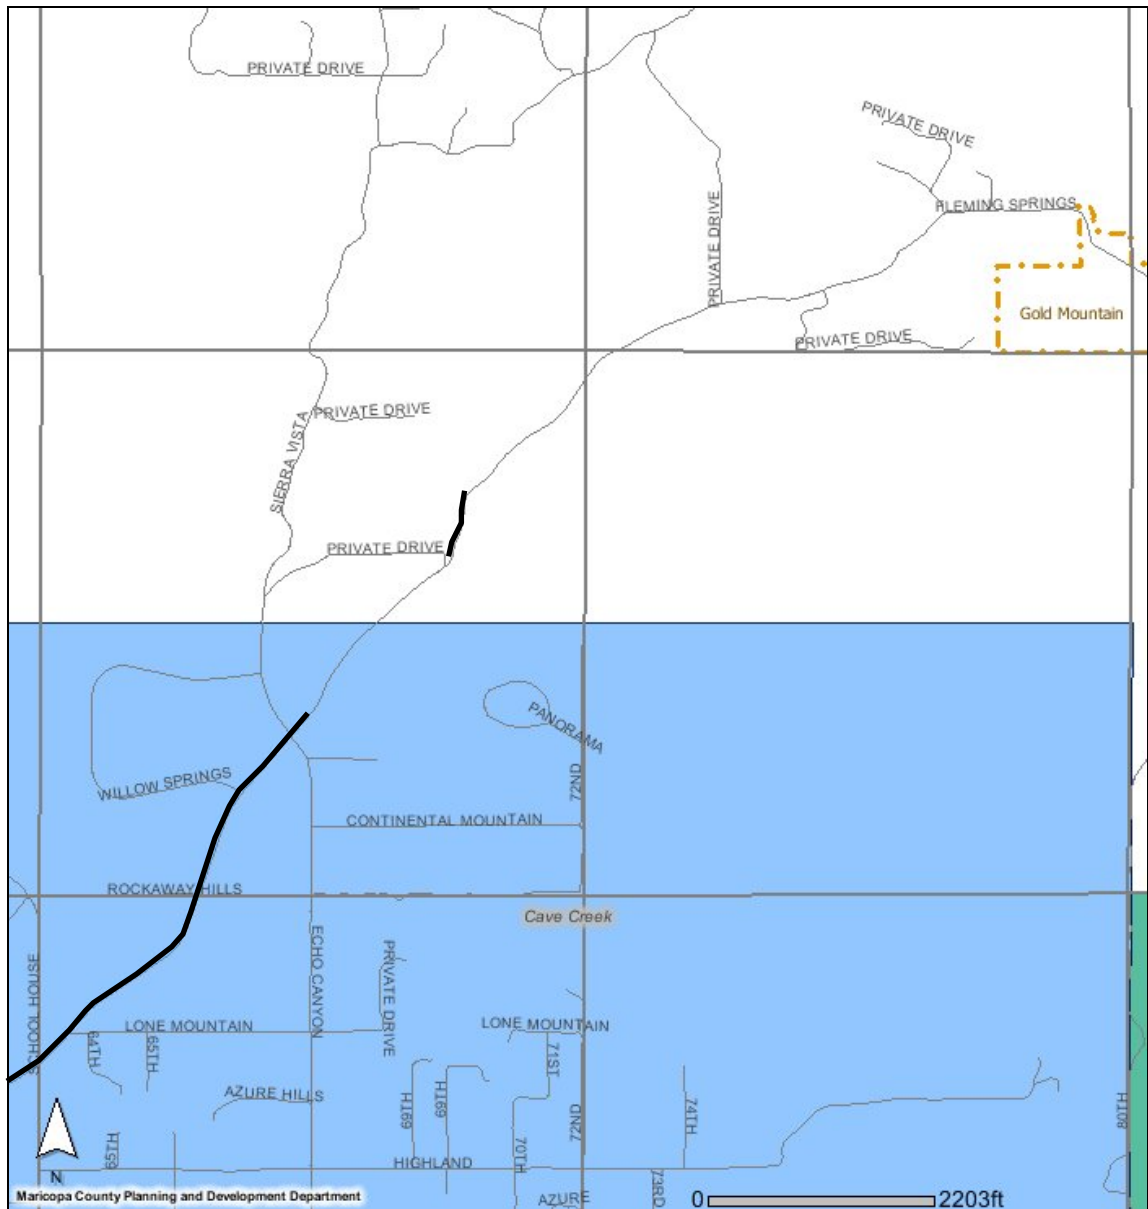 PRIVATE DRIVE
PRIVATE DRIVE
PRIVATE DRIVE
FLEMING SPRINGS
Gold Mountain
PRIVATE DRIVE
SIERRA VISTA
PRIVATE DRIVE
PRIVATE DRIVE
PANORAMA
WILLOW SPRINGS
72ND
CONTINENTAL MOUNTAIN
ROCKAWAY HILLS
Cave Creek
SCHOOL HOUSE
ECHO CANYON
PRIVATE DRIVE
LONE MOUNTAIN
LONE MOUNTAIN
64TH
65TH
71ST
AZURE HILLS
69TH
69TH
72ND
74TH
80TH
65TH
70TH
HIGHLAND
73RD
N
Maricopa County Planning and Development Department
AZURE
0
2203ft